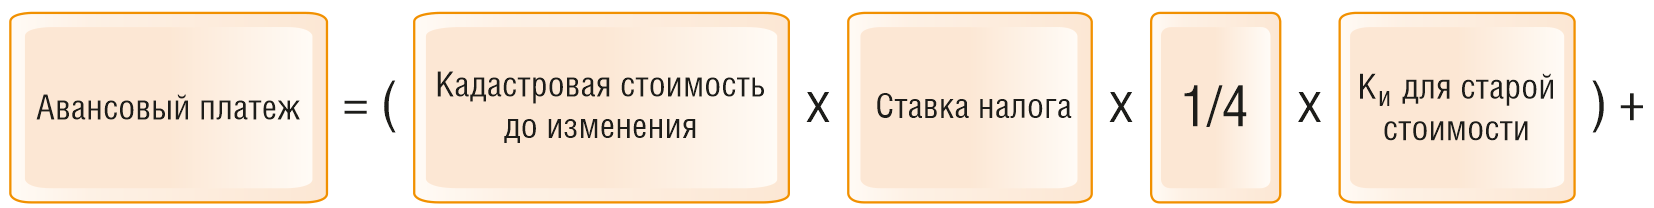 Авансовый платеж = ( Кадастровая стоимость до изменения X Ставка налога X 1/4 X Ки для старой стоимости ) +